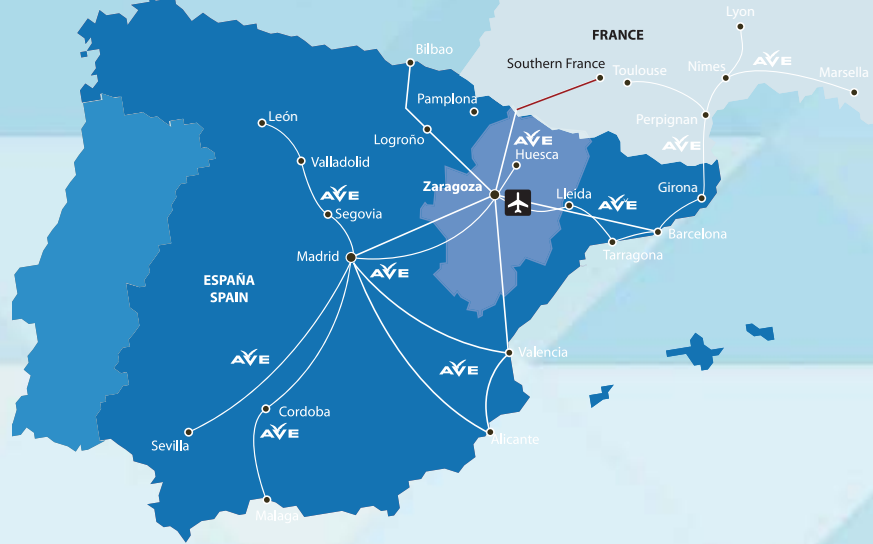 Lyon
FRANCE
Bilbao
AVE
Southern France
Toulouse
Nîmes
Marsella
Pamplona
León
Perpignan
Logroño
AVE
AVE
Huesca
Valladolid
Zaragoza
Lleida
Girona
AVE
AVE
Segovia
Barcelona
Madrid
Tarragona
AVE
ESPAÑA
SPAIN
Valencia
AVE
AVE
Cordoba
AVE
Sevilla
Alicante
Malaga